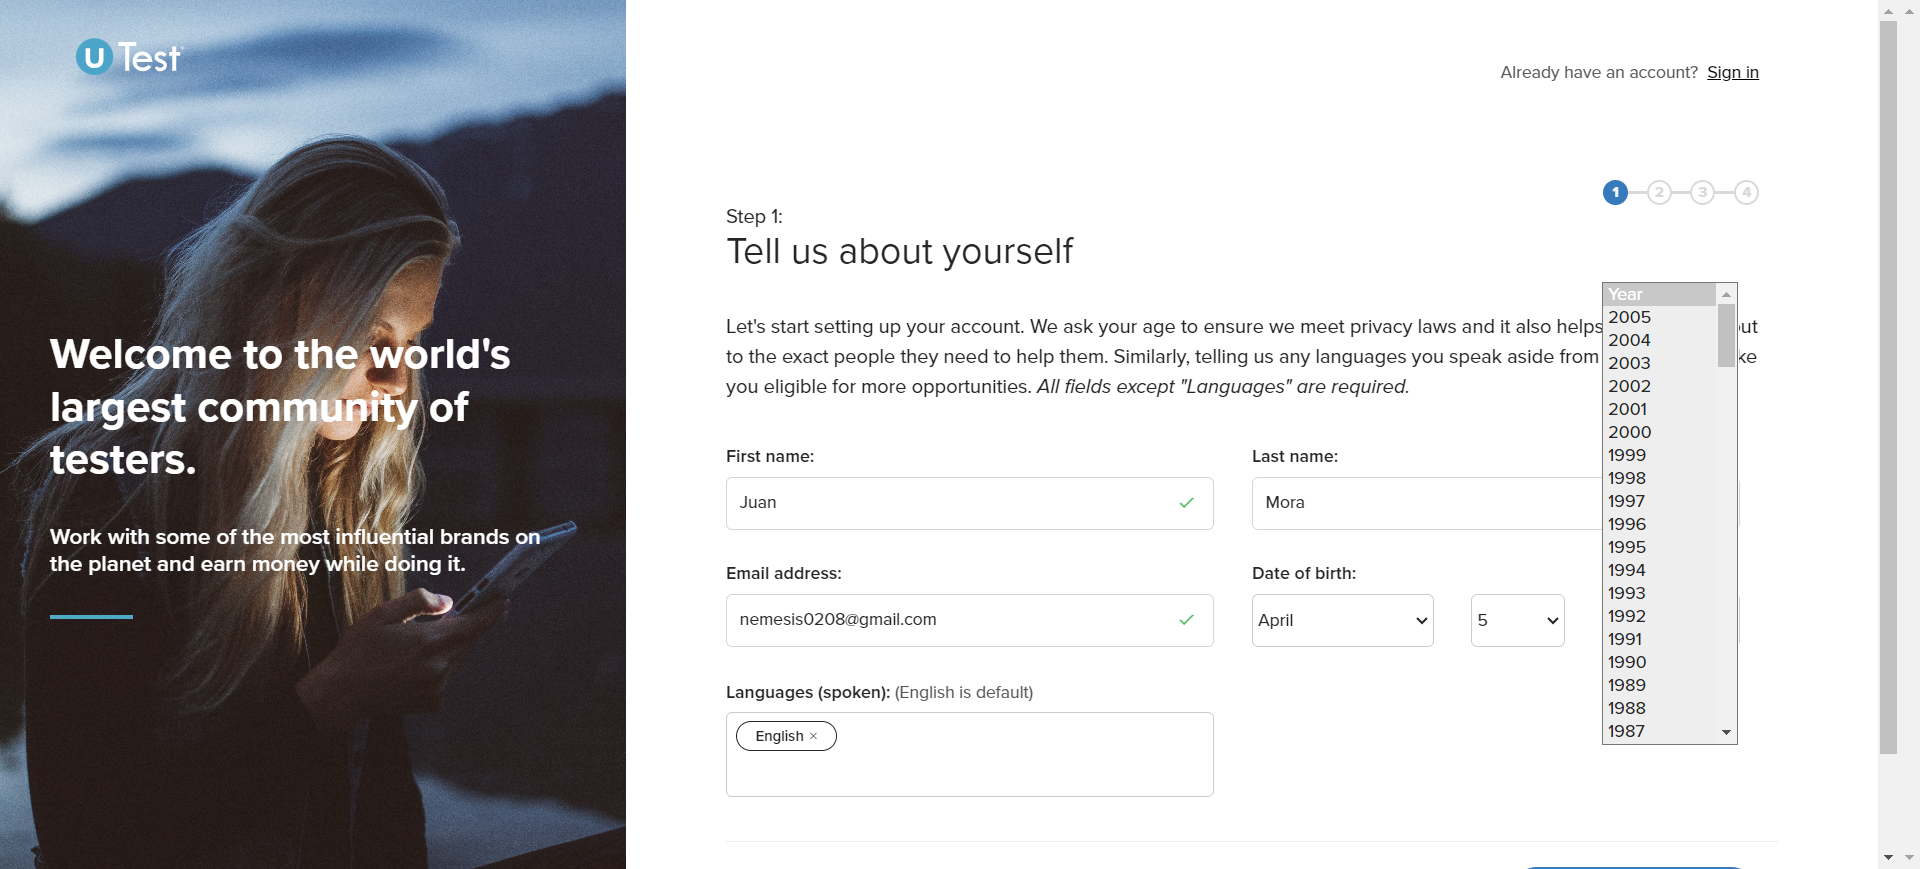 U Test
Already have an account? Sign in
1 2 3 4
Step 1:
Tell us about yourself
Let's start setting up your account. We ask your age to ensure we meet privacy laws and it also helps
to the exact people they need to help them. Similarly, telling us any languages you speak aside from
you eligible for more opportunities. All fields except "Languages" are required.
Welcome to the world's
largest community of
testers.
Work with some of the most influential brands on
the planet and earn money while doing it.
First name:
Juan
Last name:
Mora
Email address:
nemesis0208@gmail.com
Date of birth:
April
5
Year
2005
2004
2003
2002
2001
2000
1999
1998
1997
1996
1995
1994
1993
1992
1991
1990
1989
1988
1987
Languages (spoken): (English is default)
English ×